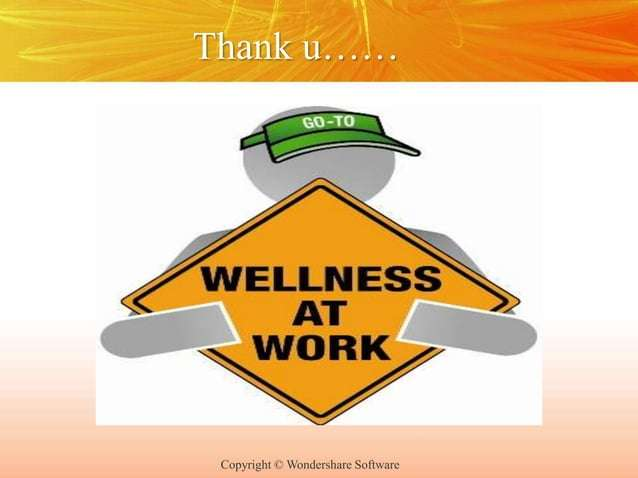 Thank u……
GO-TO
WELLNESS
AT
WORK
Copyright © Wondershare Software